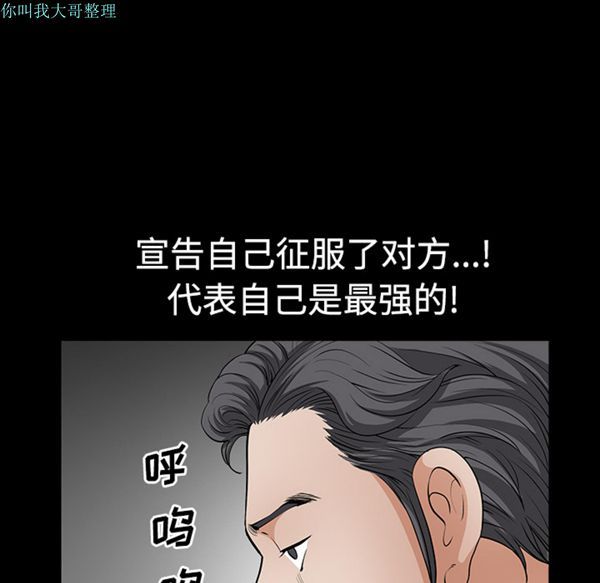 你叫我大哥整理
宣告自己征服了对方...!
代表自己是最强的!
呼
呜
呜